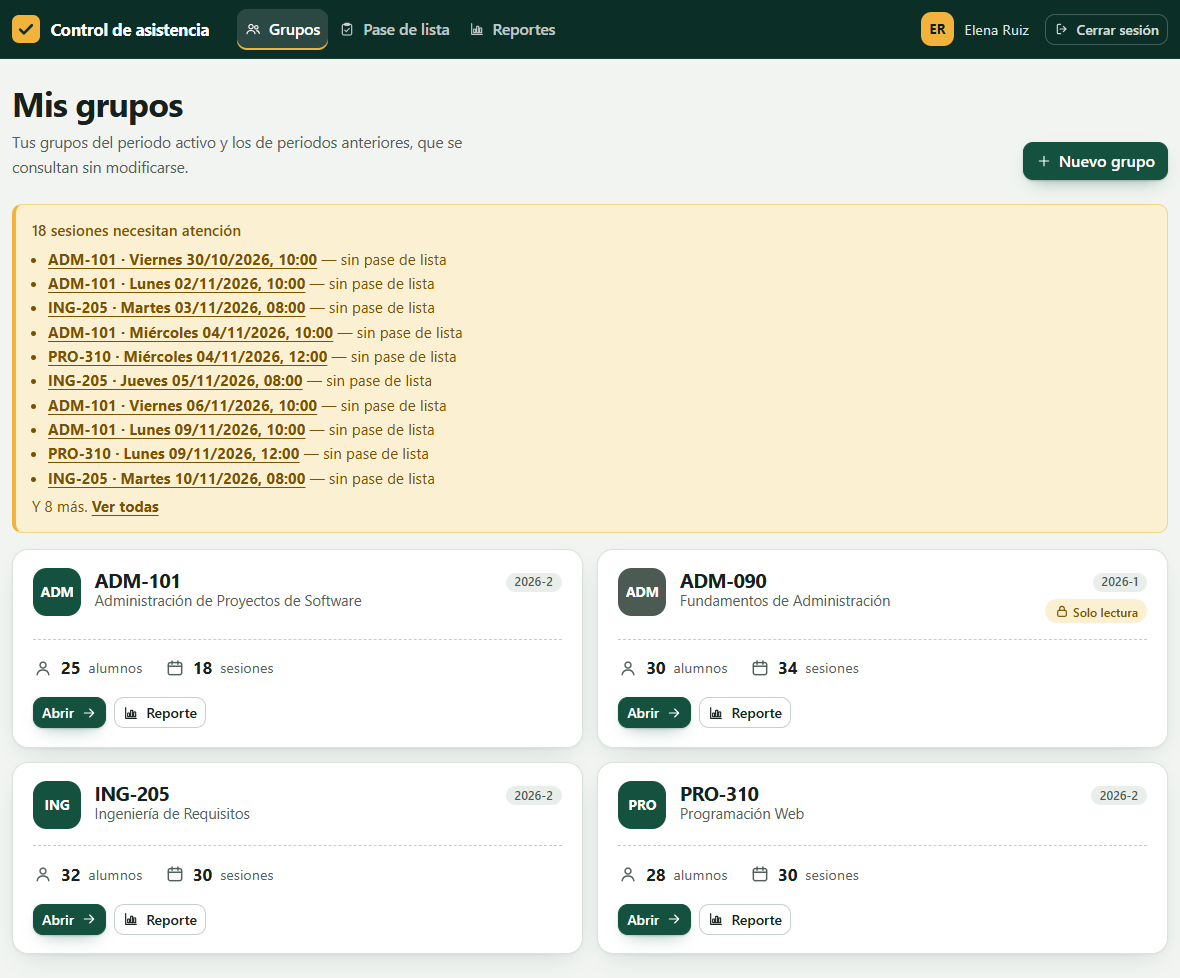 Control de asistencia
Grupos
Pase de lista
Reportes
ER
Elena Ruiz
Cerrar sesión
Mis grupos
Tus grupos del periodo activo y los de periodos anteriores, que se
consultan sin modificarse.
+ Nuevo grupo
18 sesiones necesitan atención
• ADM-101 · Viernes 30/10/2026, 10:00 — sin pase de lista
• ADM-101 · Lunes 02/11/2026, 10:00 — sin pase de lista
• ING-205 · Martes 03/11/2026, 08:00 — sin pase de lista
• ADM-101 · Miércoles 04/11/2026, 10:00 — sin pase de lista
• PRO-310 · Miércoles 04/11/2026, 12:00 — sin pase de lista
• ING-205 · Jueves 05/11/2026, 08:00 — sin pase de lista
• ADM-101 · Viernes 06/11/2026, 10:00 — sin pase de lista
• ADM-101 · Lunes 09/11/2026, 10:00 — sin pase de lista
• PRO-310 · Lunes 09/11/2026, 12:00 — sin pase de lista
• ING-205 · Martes 10/11/2026, 08:00 — sin pase de lista
Y 8 más. Ver todas
ADM
ADM-101
Administración de Proyectos de Software
2026-2
25 alumnos
18 sesiones
Abrir →
Reporte
ADM
ADM-090
Fundamentos de Administración
2026-1
Solo lectura
30 alumnos
34 sesiones
Abrir →
Reporte
ING
ING-205
Ingeniería de Requisitos
2026-2
32 alumnos
30 sesiones
Abrir →
Reporte
PRO
PRO-310
Programación Web
2026-2
28 alumnos
30 sesiones
Abrir →
Reporte